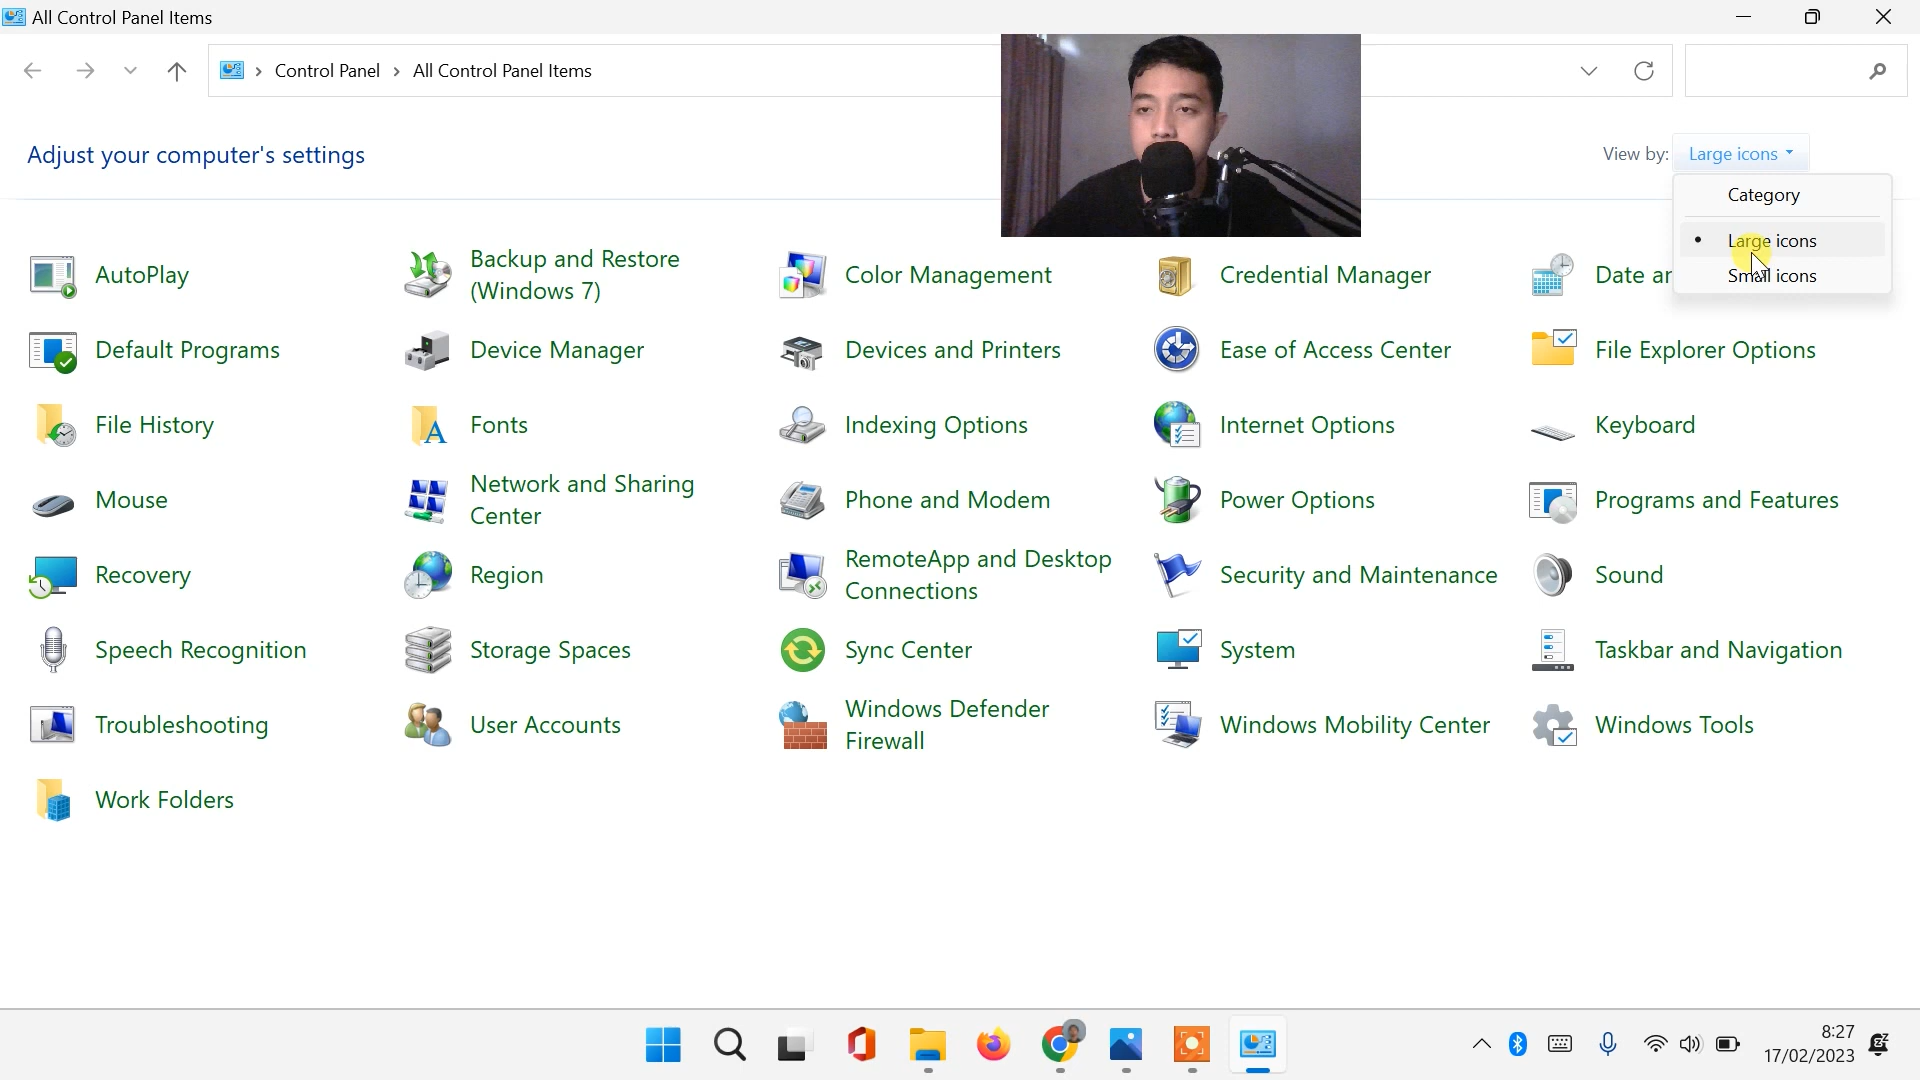 All Control Panel Items
Control Panel > All Control Panel Items
Adjust your computer's settings
View by: Large icons
Category
Large icons
Small icons
AutoPlay
Backup and Restore
(Windows 7)
Color Management
Credential Manager
Date
Default Programs
Device Manager
Devices and Printers
Ease of Access Center
File Explorer Options
File History
Fonts
Indexing Options
Internet Options
Keyboard
Mouse
Network and Sharing
Center
Phone and Modem
Power Options
Programs and Features
Recovery
Region
RemoteApp and Desktop
Connections
Security and Maintenance
Sound
Speech Recognition
Storage Spaces
Sync Center
System
Taskbar and Navigation
Troubleshooting
User Accounts
Windows Defender
Firewall
Windows Mobility Center
Windows Tools
Work Folders
8:27
17/02/2023